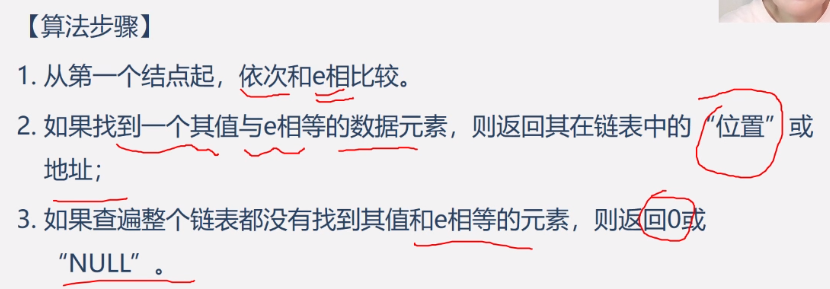 【算法步骤】
1. 从第一个结点起，依次和e相比较。
2. 如果找到一个其值与e相等的数据元素，则返回其在链表中的“位置”或
地址；
3. 如果查遍整个链表都没有找到其值和e相等的元素，则返回0或
“NULL”。